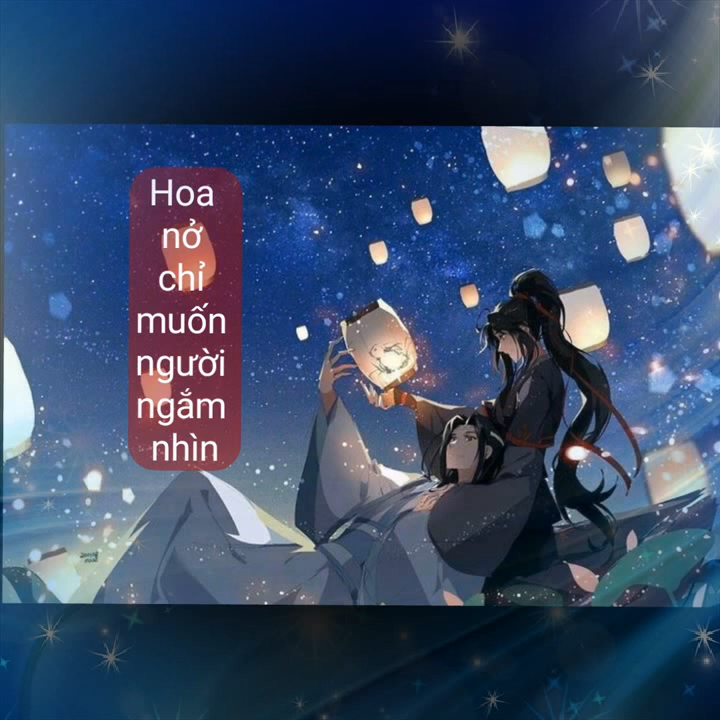 Hoa
nở
chỉ
muốn
người
ngắm
nhìn